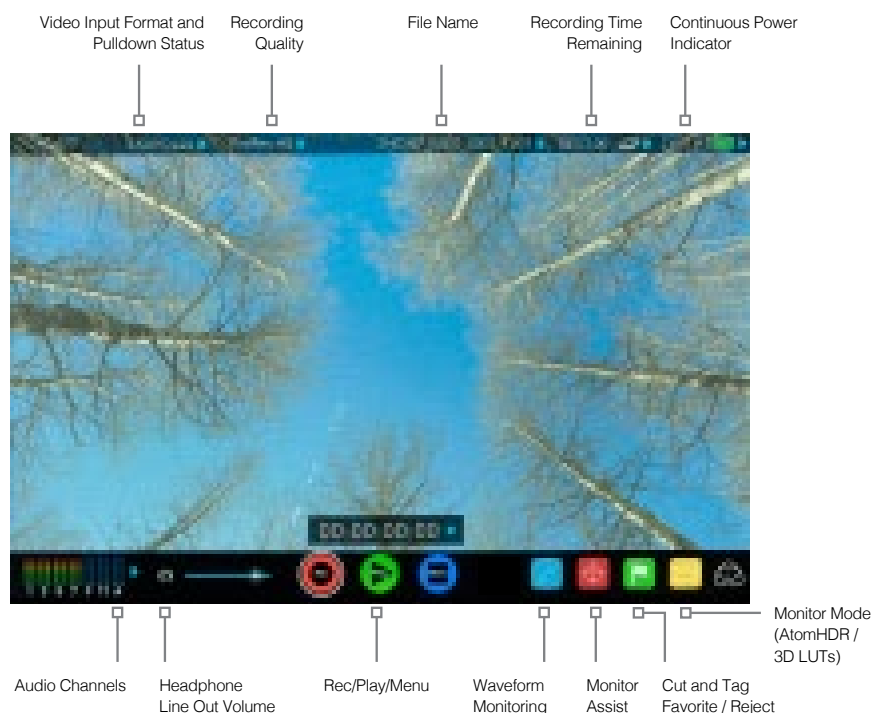 Video Input Format and
Pulldown Status
Recording
Quality
File Name
Recording Time
Remaining
Continuous Power
Indicator
00:00:00:00
Audio Channels
Headphone
Line Out Volume
Rec/Play/Menu
Waveform
Monitoring
Monitor
Assist
Cut and Tag
Favorite / Reject
Monitor Mode
(AtomHDR /
3D LUTs)